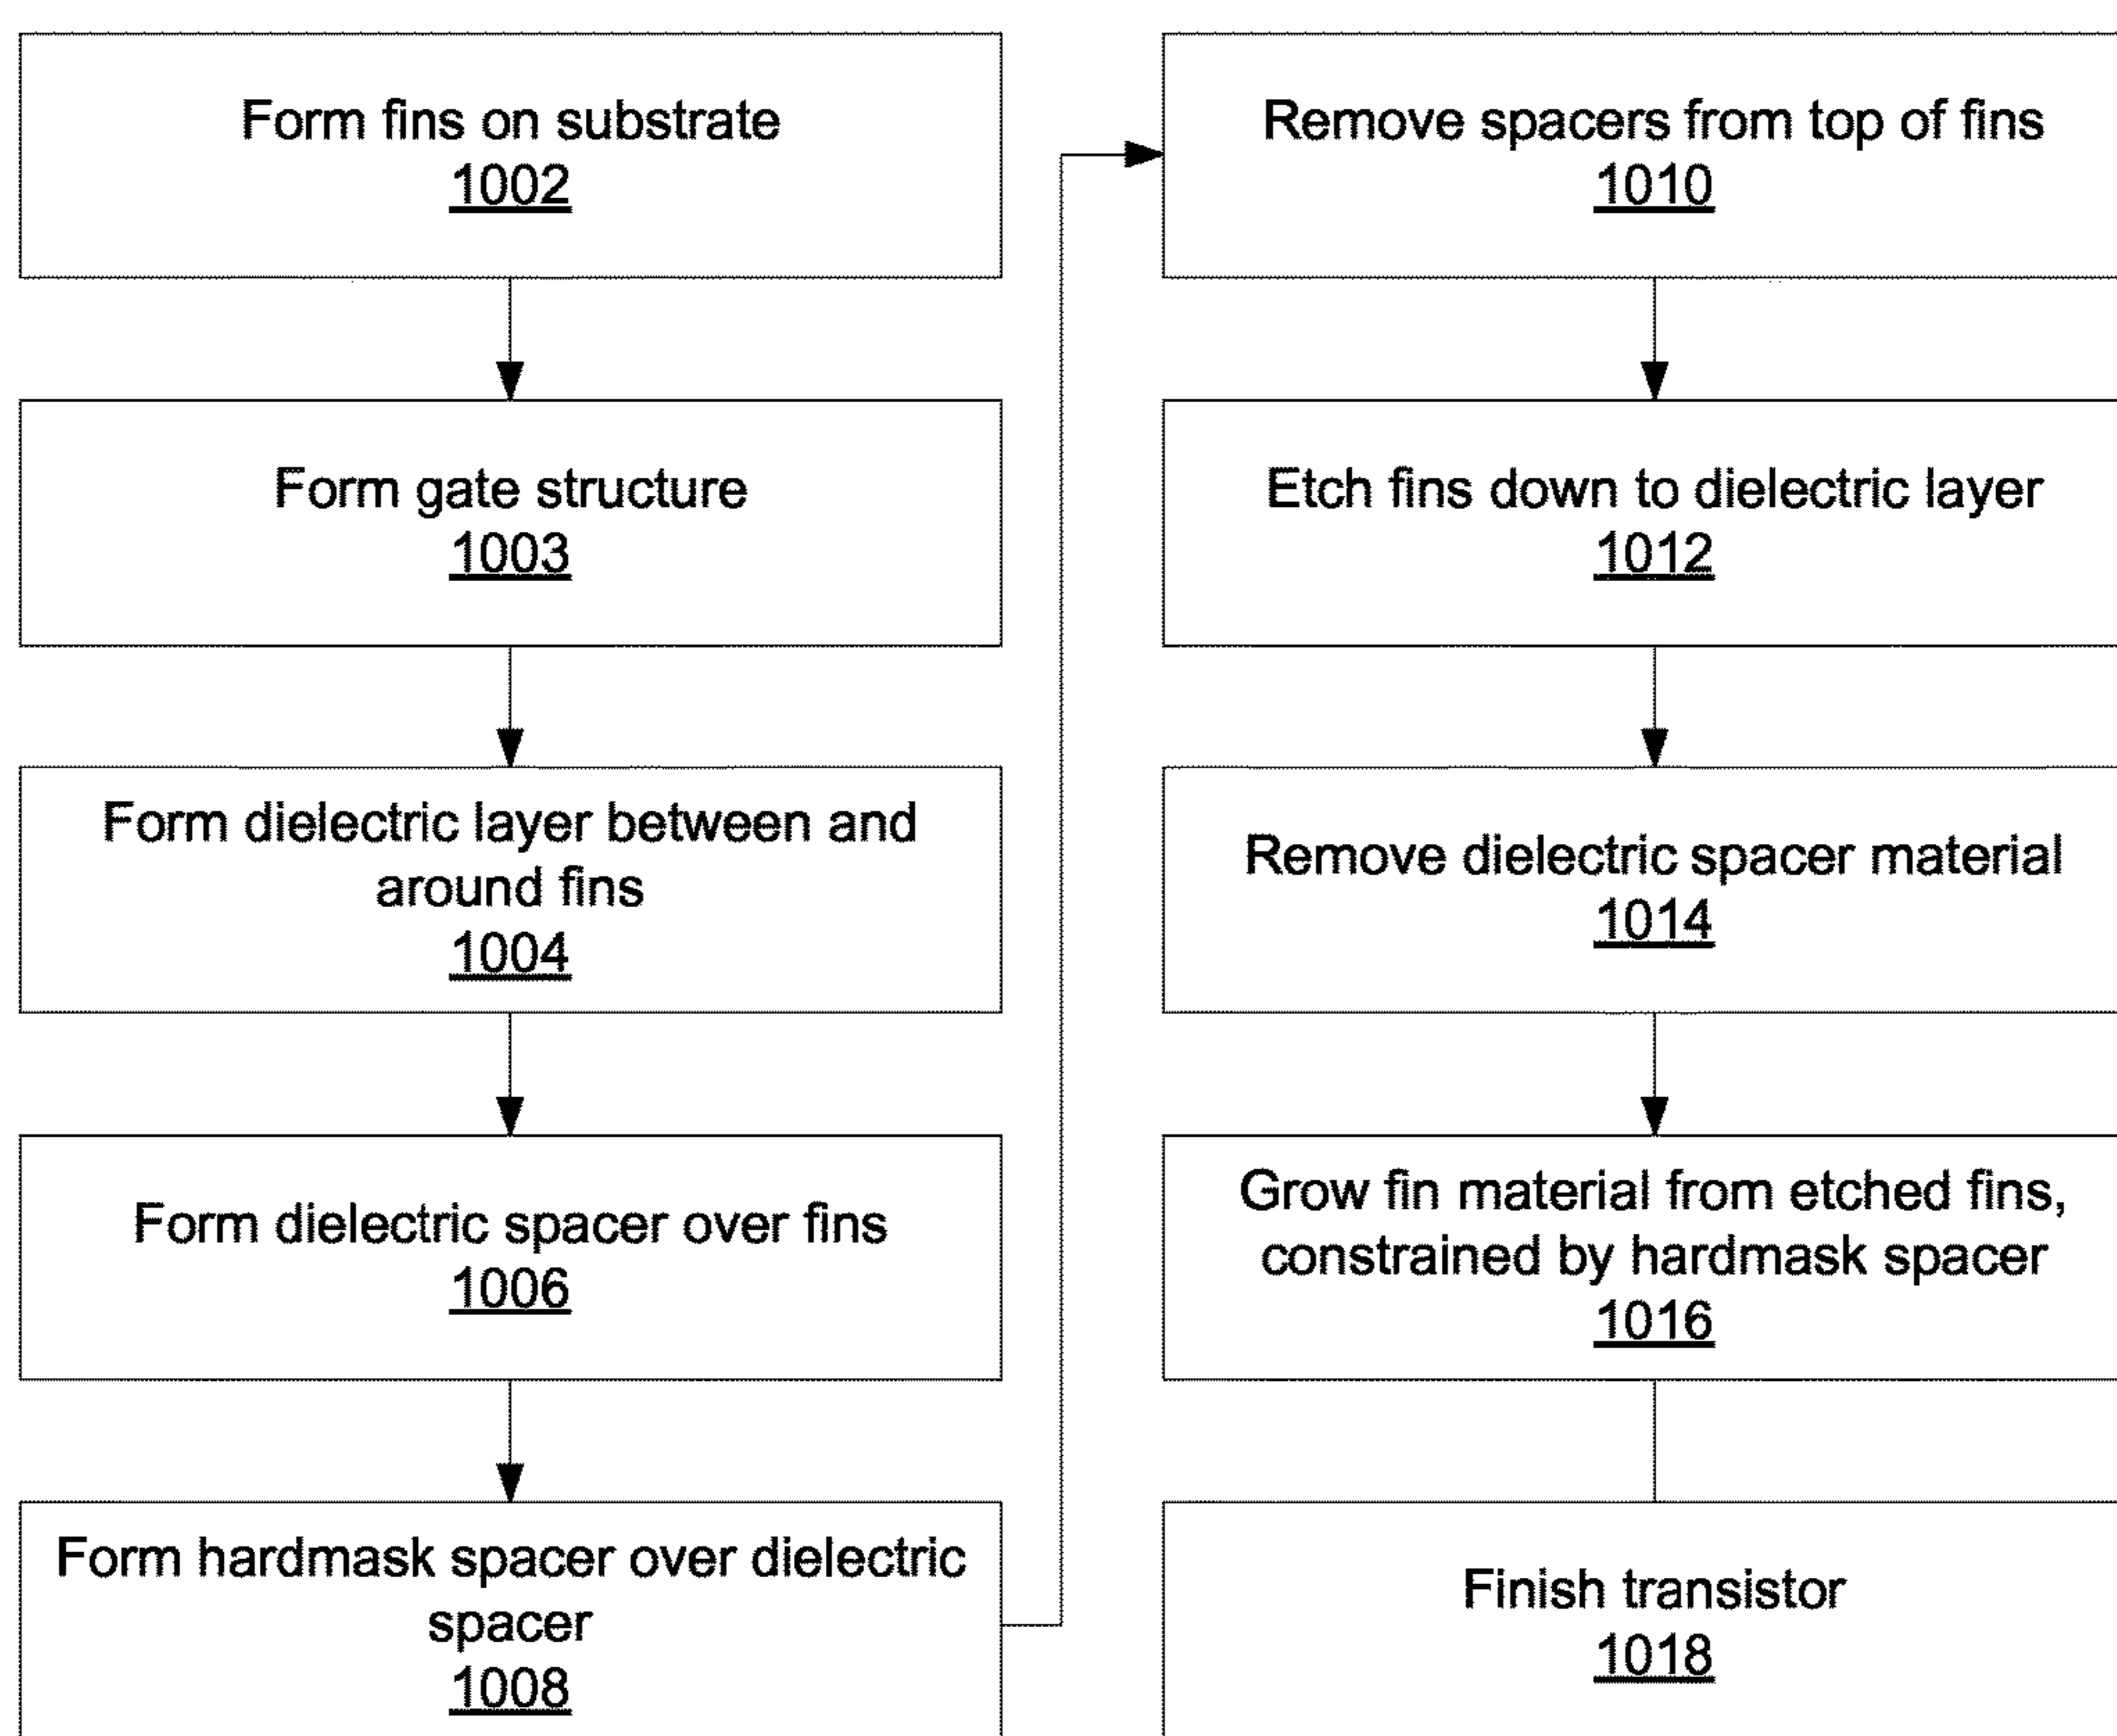 Form fins on substrate
1002
Form gate structure
1003
Form dielectric layer between and
around fins
1004
Form dielectric spacer over fins
1006
Form hardmask spacer over dielectric
spacer
1008
Remove spacers from top of fins
1010
Etch fins down to dielectric layer
1012
Remove dielectric spacer material
1014
Grow fin material from etched fins,
constrained by hardmask spacer
1016
Finish transistor
1018